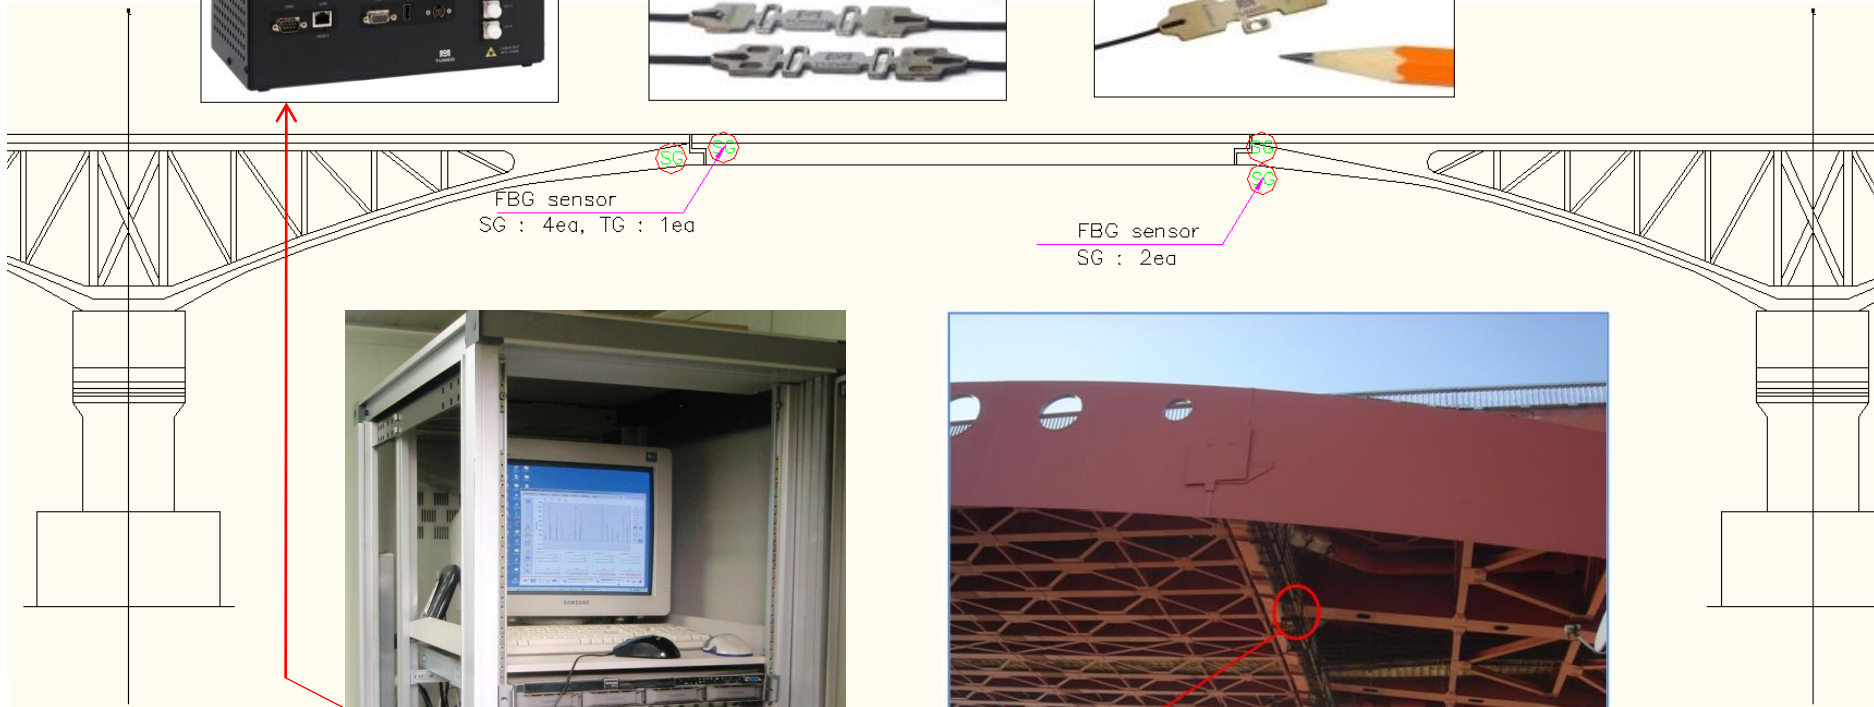 SG
SG
SG
SG
FBG sensor
SG : 4ea, TG : 1ea
FBG sensor
SG : 2ea
SAMSUNG